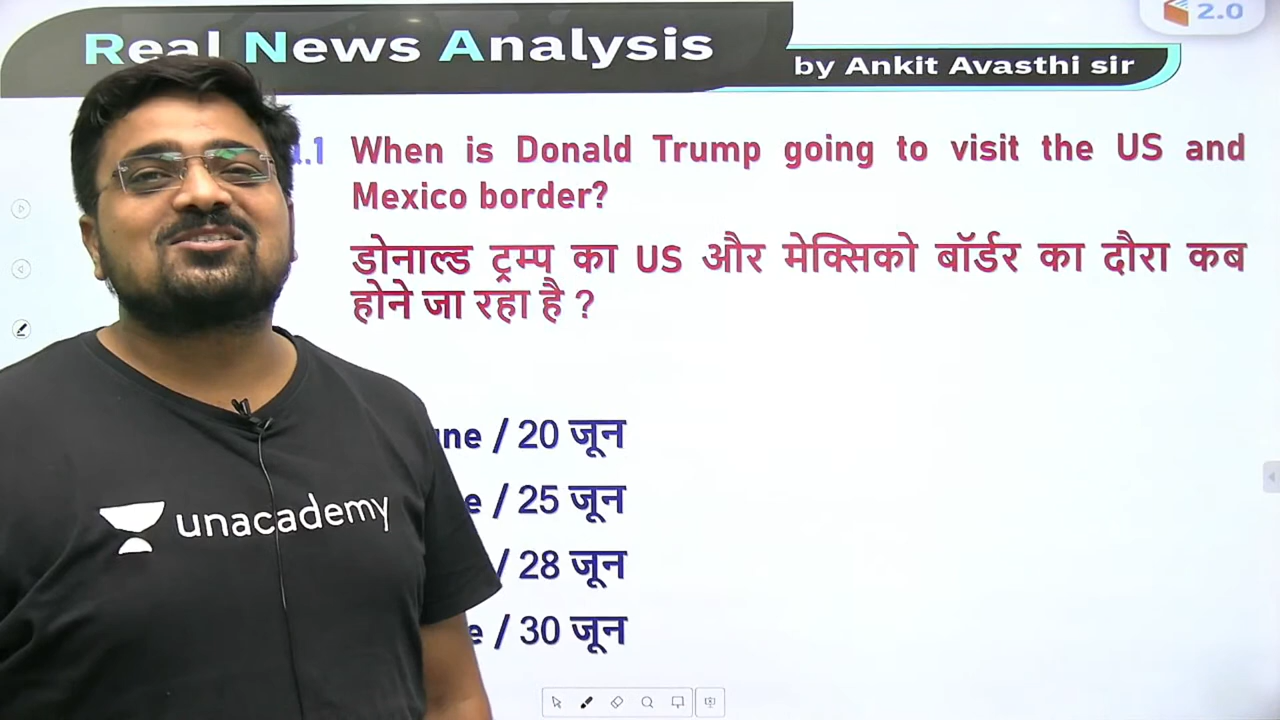 Real News Analysis
by Ankit Avasthi sir
2.0
.1 When is Donald Trump going to visit the US and
Mexico border?
डोनाल्ड ट्रम्प का US और मेक्सिको बॉर्डर का दौरा कब
होने जा रहा है ?
/ 20 जून
/ 25 जून
/ 28 जून
/ 30 जून
unacademy